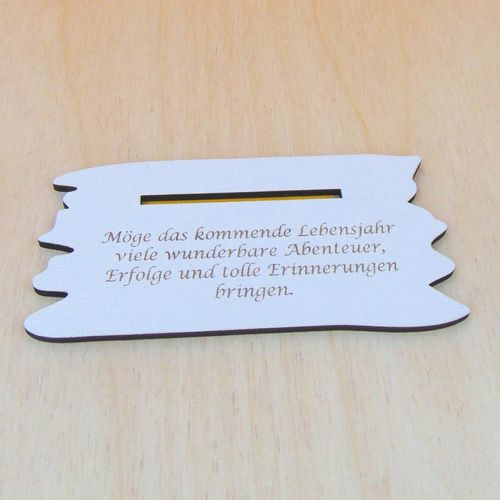 Möge das kommende Lebensjahr
viele wunderbare Abenteuer,
Erfolge und tolle Erinnerungen
bringen.